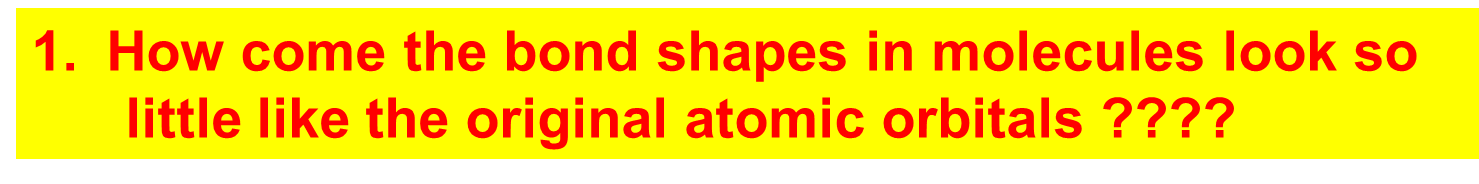 1. How come the bond shapes in molecules look so
little like the original atomic orbitals ????